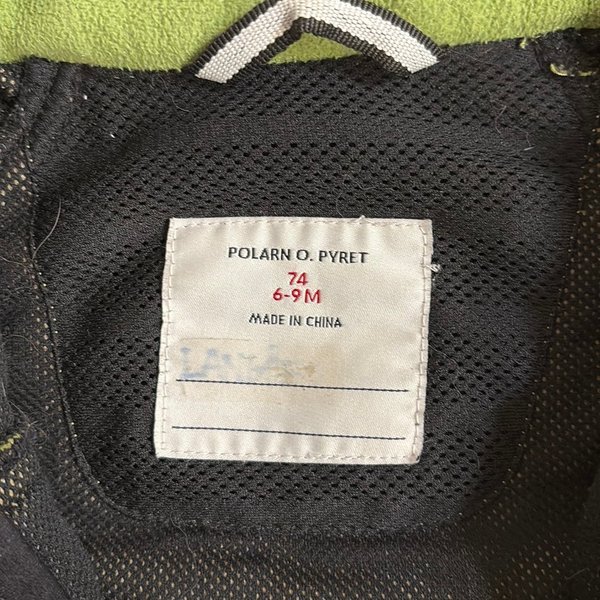 POLARN O. PYRET
74
6-9 M
MADE IN CHINA